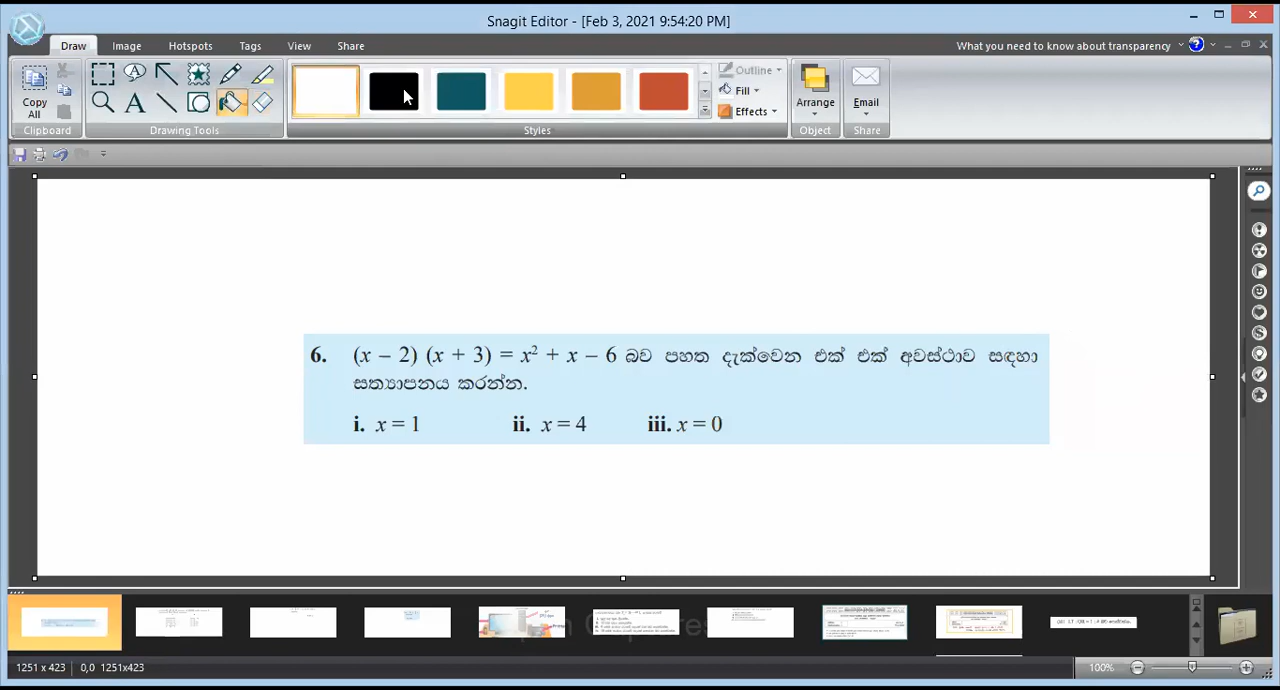 Snagit Editor - [Feb 3, 2021 9:54:20 PM]
Draw Image Hotspots Tags View Share What you need to know about transparency
Copy All
Outline
Fill
Effects
Arrange
Email
Clipboard Drawing Tools Styles Object Share
6. (x – 2) (x + 3) = x² + x – 6 බව පහත දැක්වෙන එක් එක් අවස්ථාව සඳහා
සත්‍යාපනය කරන්න.
i. x = 1 ii. x = 4 iii. x = 0
1251 x 423 0,0 1251x423 100%